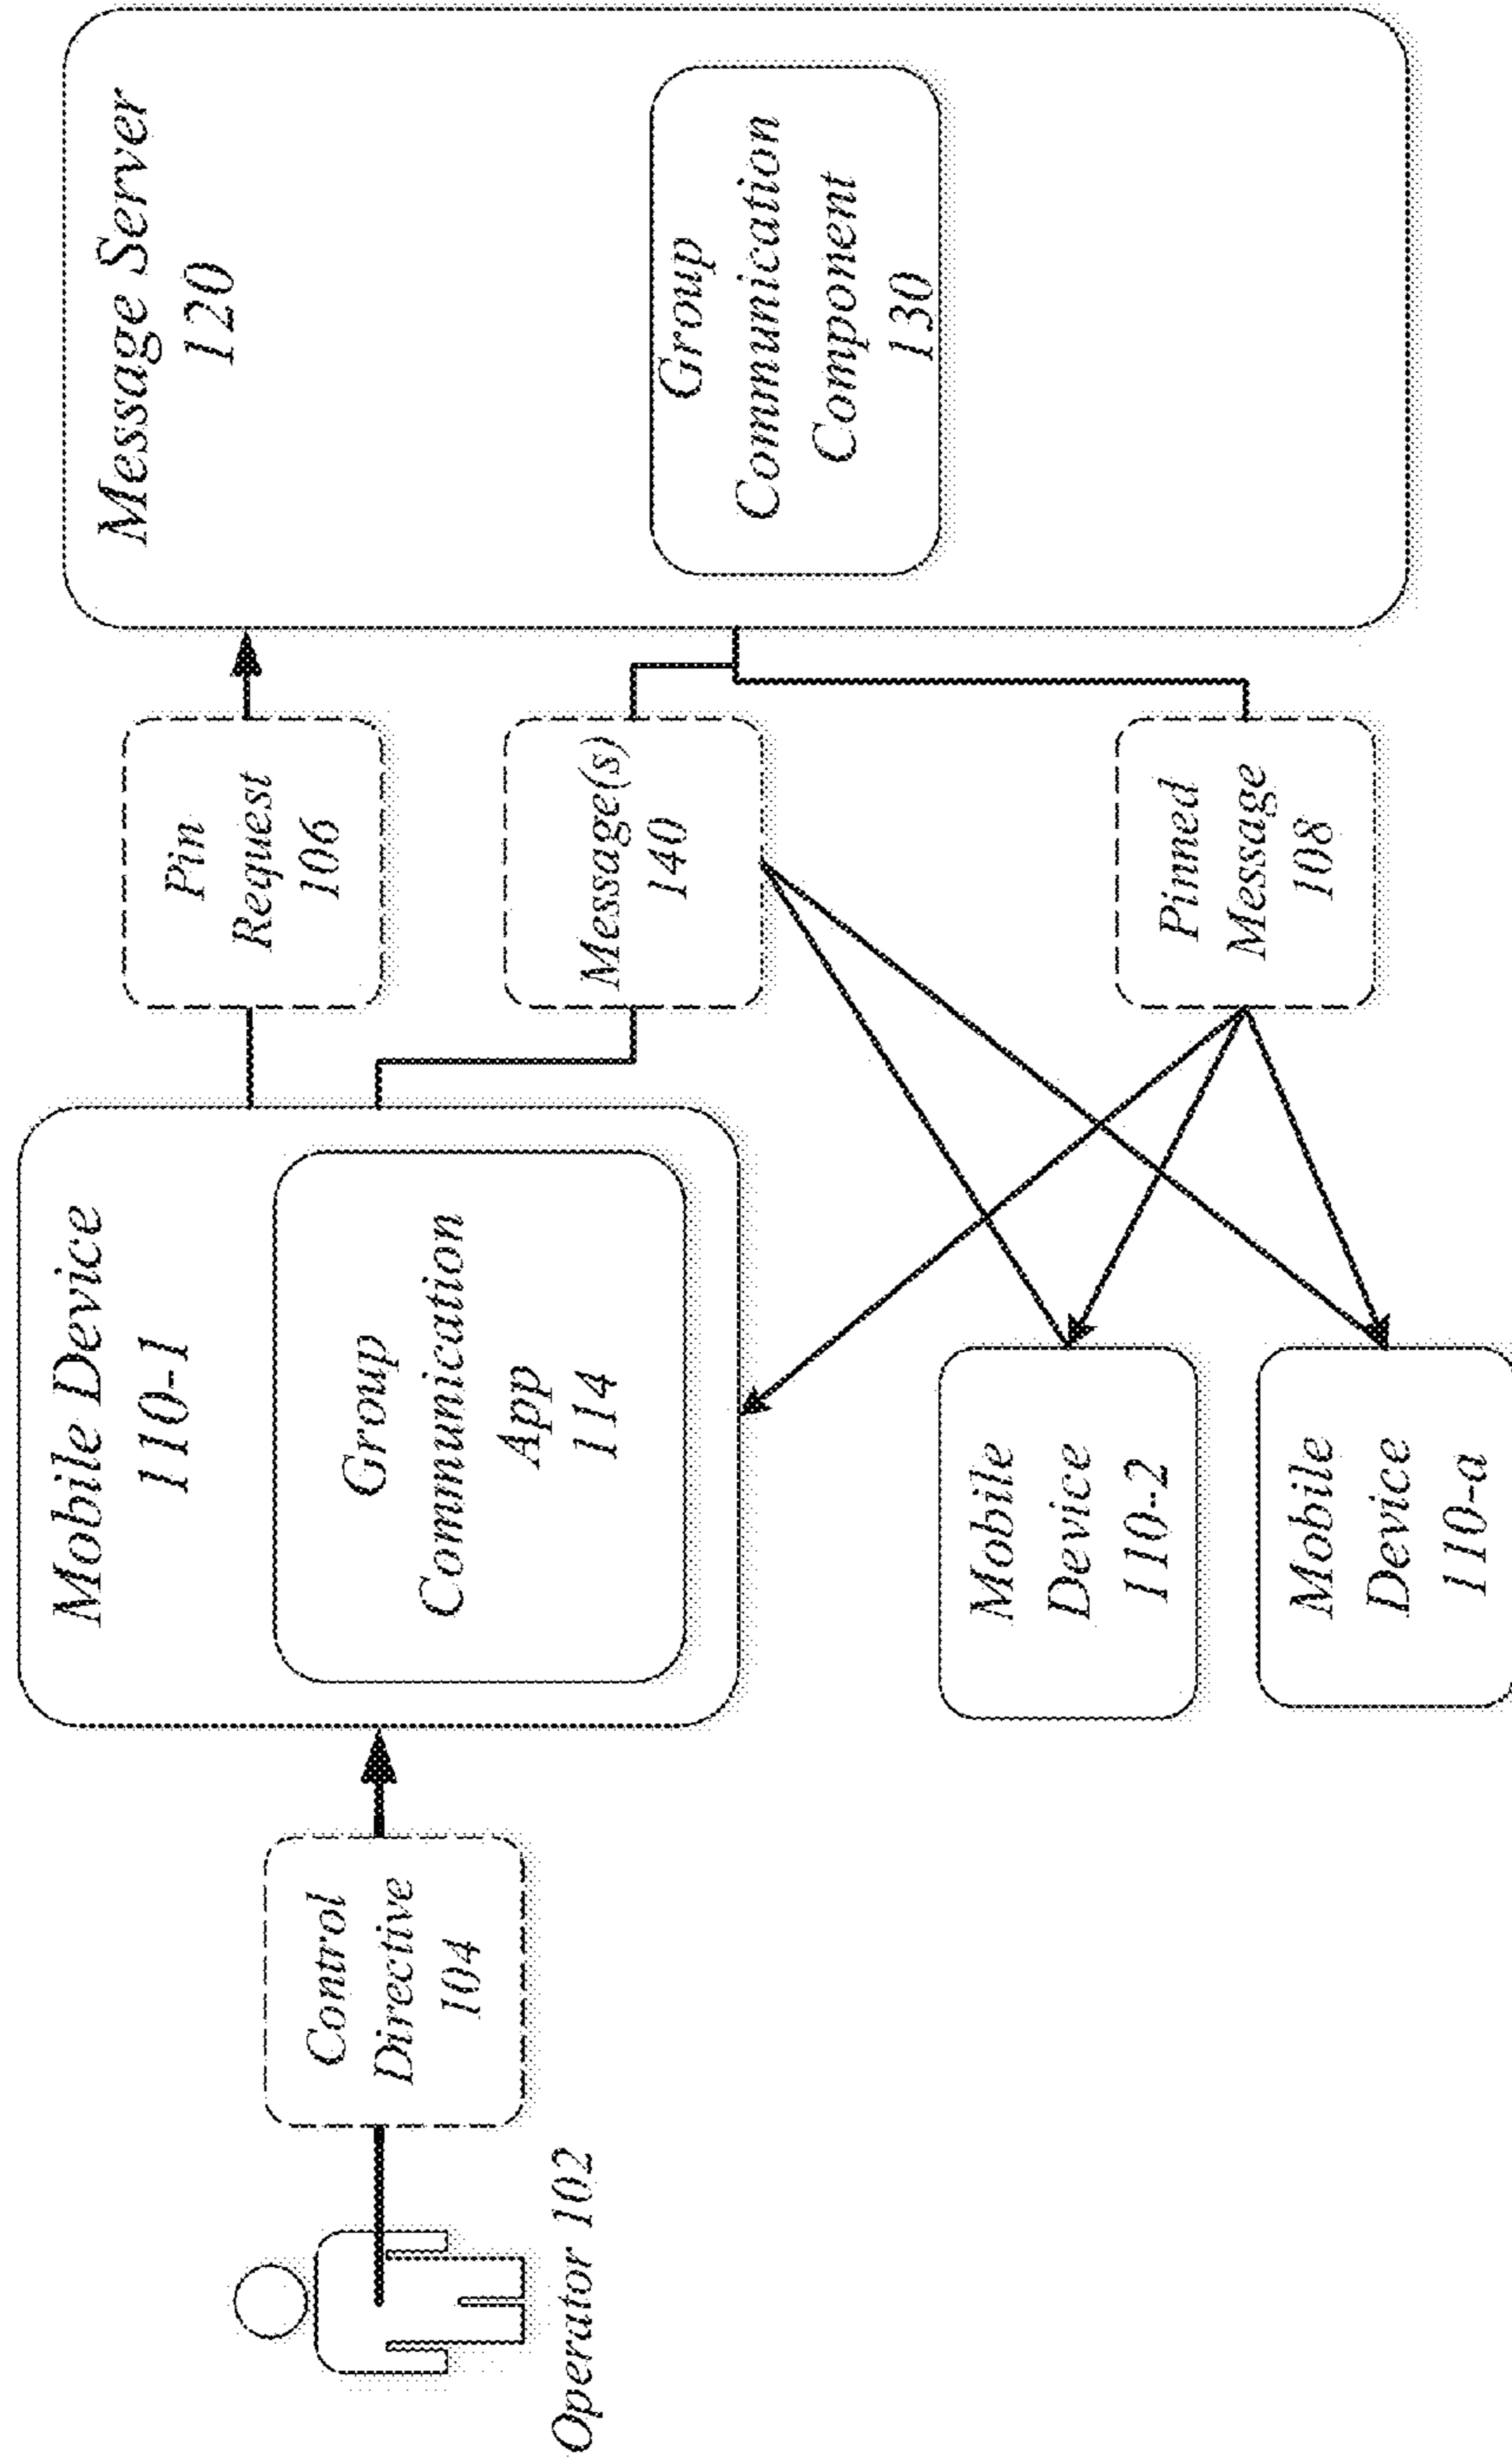 Message Server
120
Group
Communication
Component
130
Pin
Request
106
Message(s)
140
Pinned
Message
108
Mobile Device
110-1
Group
Communication
App
114
Mobile
Device
110-2
Mobile
Device
110-a
Control
Directive
104
Operator 102